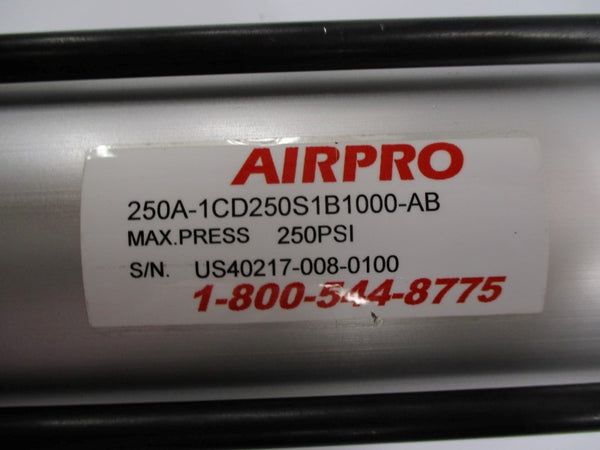 AIRPRO
250A-1CD250S1B1000-AB
MAX.PRESS 250PSI
S/N. US40217-008-0100
1-800-544-8775